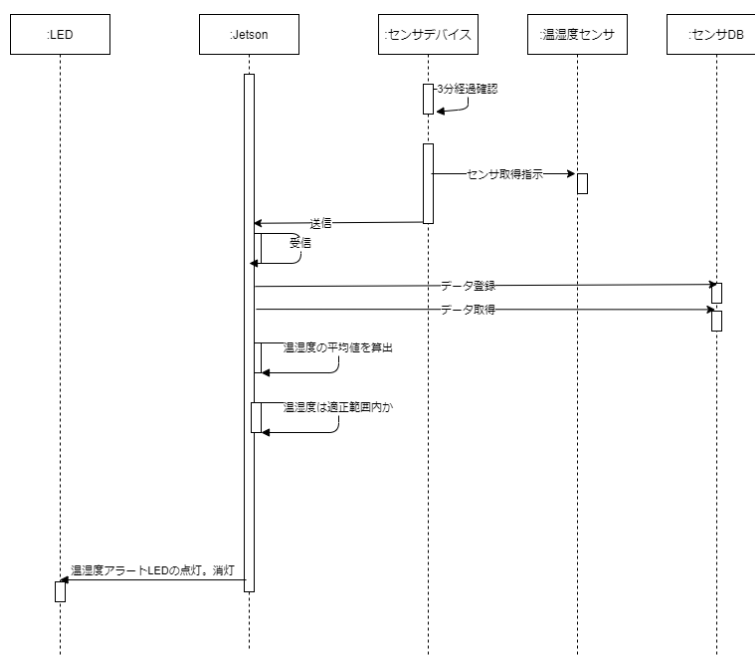 :LED
:Jetson
:センサデバイス
:温湿度センサ
:センサDB
3分経過確認
センサ取得指示
送信
受信
データ登録
データ取得
温湿度の平均値を算出
温湿度は適正範囲内か
温湿度アラートLEDの点灯。消灯